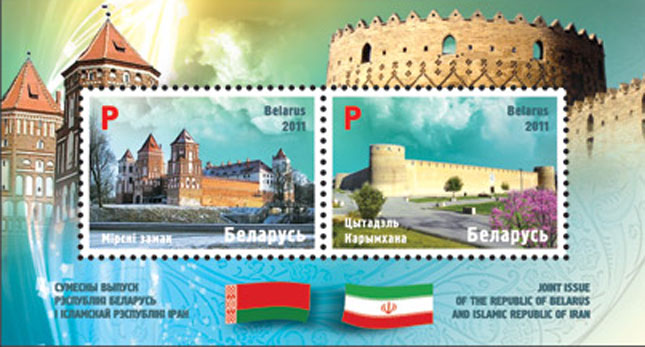 P
Belarus
2011
Мірскі замак
Беларусь
P
Belarus
2011
Цытадэль
Карымхана
Беларусь
СУМЕСНЫ ВЫПУСК
РЭСПУБЛІКІ БЕЛАРУСЬ
І ІСЛАМСКАЙ РЭСПУБЛІКІ ІРАН
JOINT ISSUE
OF THE REPUBLIC OF BELARUS
AND ISLAMIC REPUBLIC OF IRAN